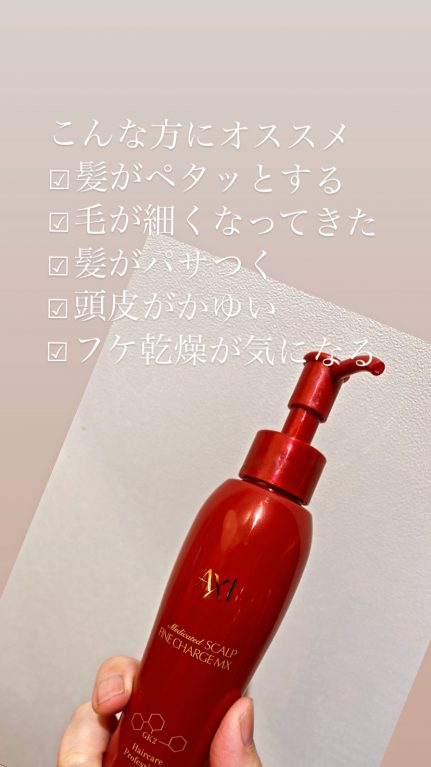 こんな方にオススメ
☑髪がペタッとする
☑毛が細くなってきた
☑髪がパサつく
☑頭皮がかゆい
☑フケ乾燥が気になる
AXI
Medicated SCALP
FINE CHARGE MX
GK2
Haircare